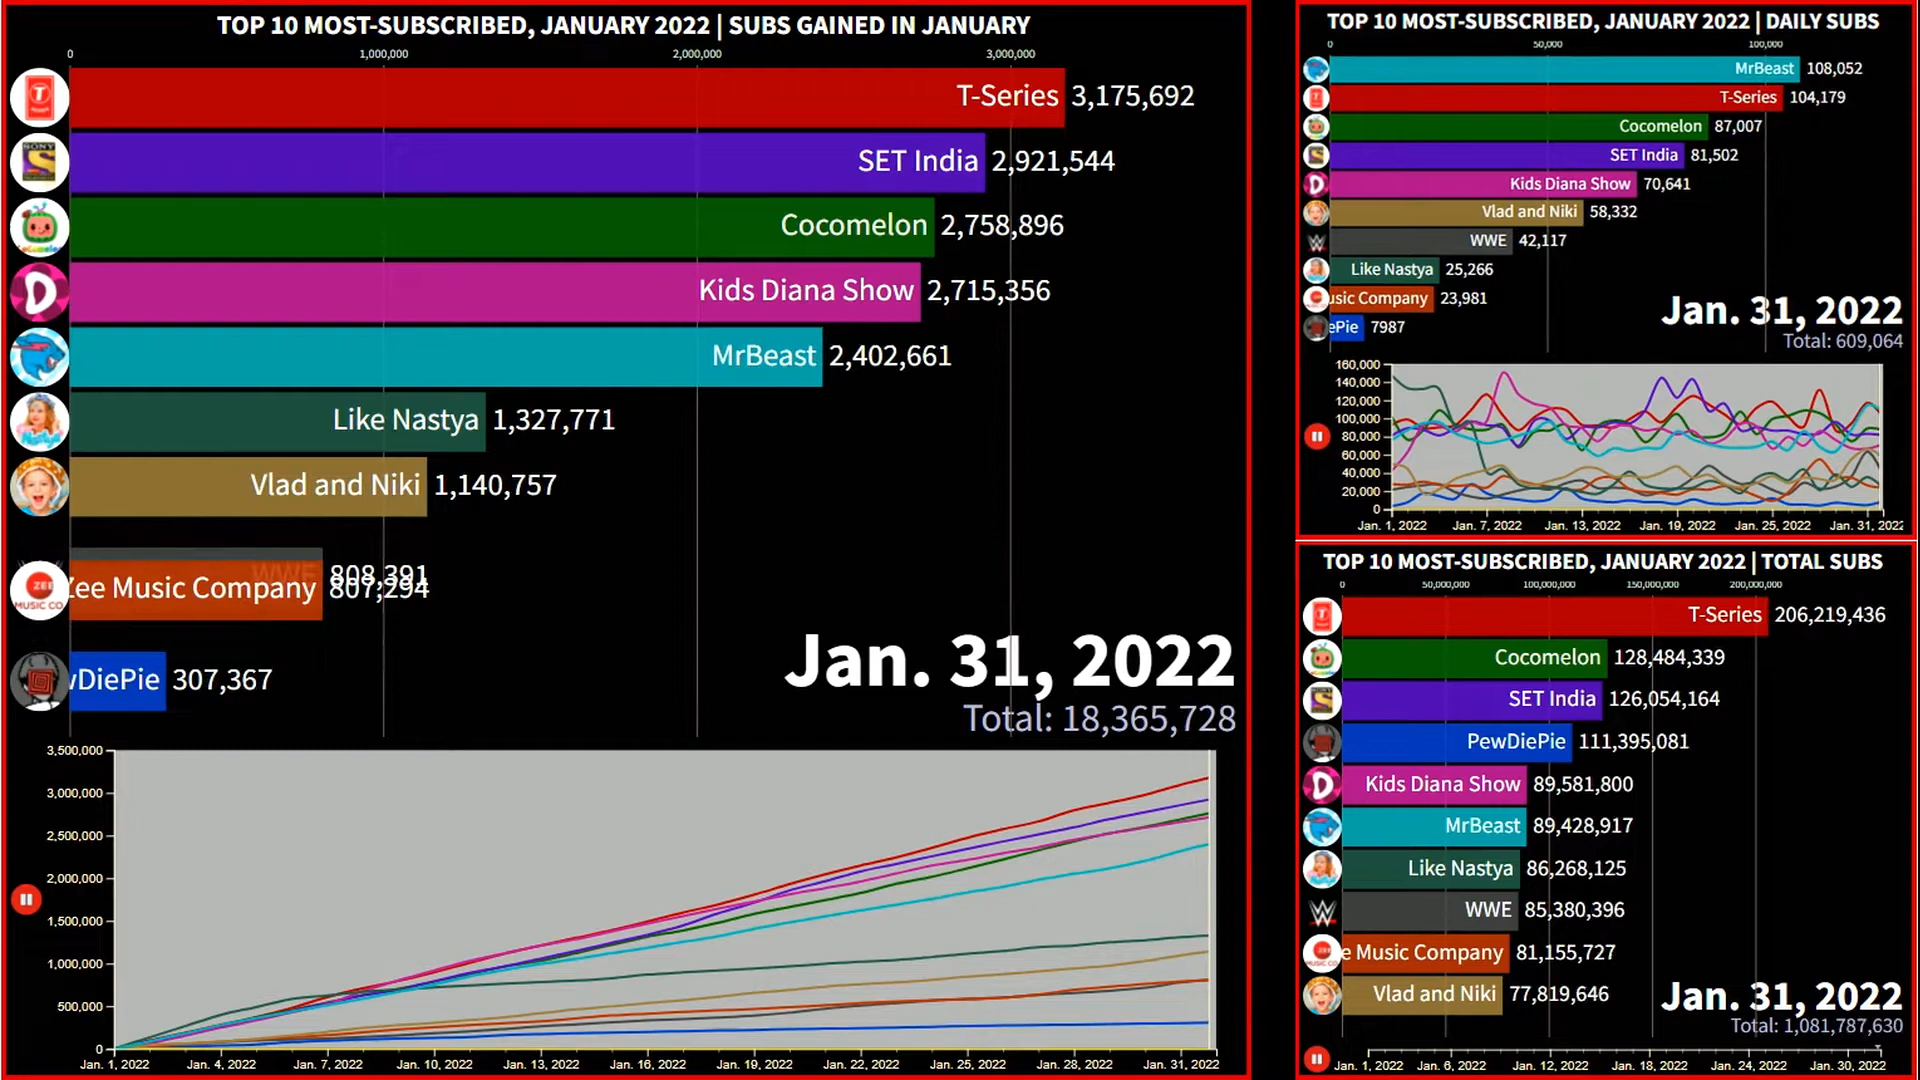 TOP 10 MOST-SUBSCRIBED, JANUARY 2022 | SUBS GAINED IN JANUARY
0 1,000,000 2,000,000 3,000,000
T-Series 3,175,692
SET India 2,921,544
Cocomelon 2,758,896
Kids Diana Show 2,715,356
MrBeast 2,402,661
Like Nastya 1,327,771
Vlad and Niki 1,140,757
WWE 808,391
Zee Music Company 807,294
wDiePie 307,367
Jan. 31, 2022
Total: 18,365,728
3,500,000
3,000,000
2,500,000
2,000,000
1,500,000
1,000,000
500,000
0
Jan. 1, 2022 Jan. 4, 2022 Jan. 7, 2022 Jan. 10, 2022 Jan. 13, 2022 Jan. 16, 2022 Jan. 19, 2022 Jan. 22, 2022 Jan. 25, 2022 Jan. 28, 2022 Jan. 31, 2022
TOP 10 MOST-SUBSCRIBED, JANUARY 2022 | DAILY SUBS
0 50,000 100,000
MrBeast 108,052
T-Series 104,179
Cocomelon 87,007
SET India 81,502
Kids Diana Show 70,641
Vlad and Niki 58,332
WWE 42,117
Like Nastya 25,266
usic Company 23,981
ePie 7987
Jan. 31, 2022
Total: 609,064
160,000
140,000
120,000
100,000
80,000
60,000
40,000
20,000
0
Jan. 1, 2022 Jan. 7, 2022 Jan. 13, 2022 Jan. 19, 2022 Jan. 25, 2022 Jan. 31, 2022
TOP 10 MOST-SUBSCRIBED, JANUARY 2022 | TOTAL SUBS
0 50,000,000 100,000,000 150,000,000 200,000,000
T-Series 206,219,436
Cocomelon 128,484,339
SET India 126,054,164
PewDiePie 111,395,081
Kids Diana Show 89,581,800
MrBeast 89,428,917
Like Nastya 86,268,125
WWE 85,380,396
e Music Company 81,155,727
Vlad and Niki 77,819,646
Jan. 31, 2022
Total: 1,081,787,630
Jan. 1, 2022 Jan. 6, 2022 Jan. 12, 2022 Jan. 18, 2022 Jan. 24, 2022 Jan. 30, 2022